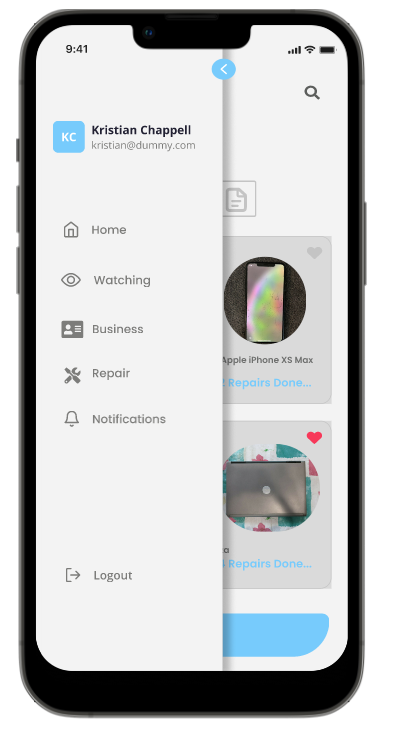 9:41
KC
Kristian Chappell
kristian@dummy.com
Home
Watching
Business
Repair
Notifications
Logout
Apple iPhone XS Max
Repairs Done...
Repairs Done...